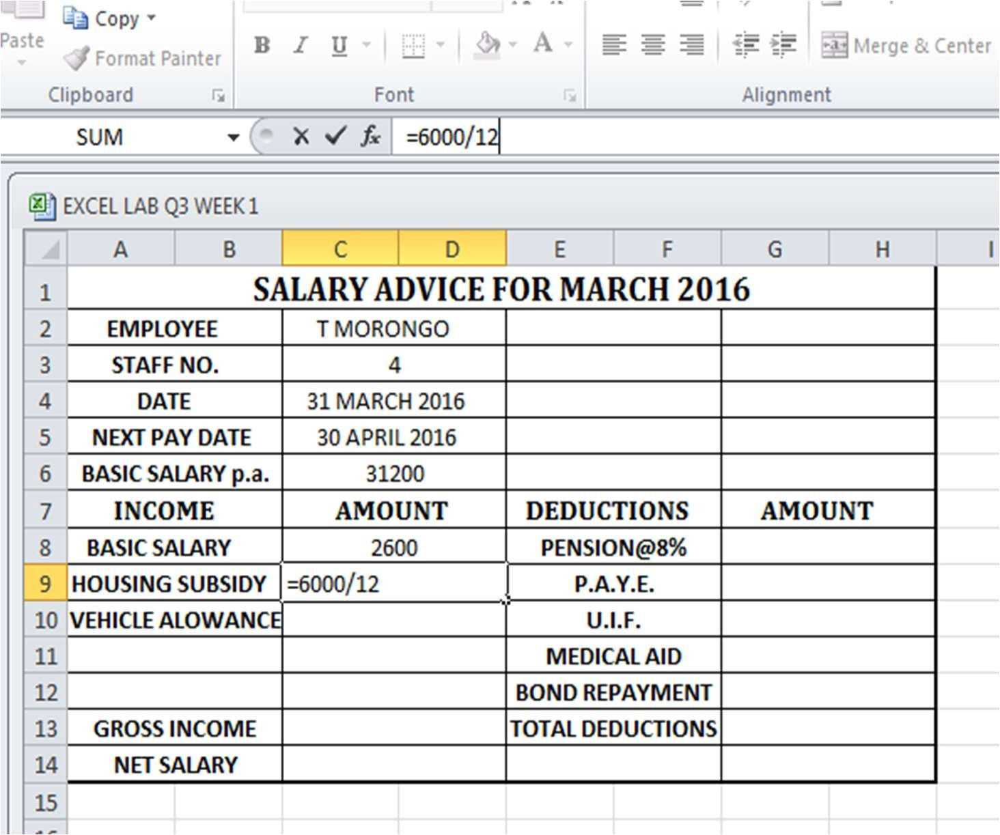 Copy
Paste
B I U A Merge & Center
Format Painter
Clipboard Font Alignment
SUM fx =6000/12
EXCEL LAB Q3 WEEK 1
A B C D E F G H I
1 SALARY ADVICE FOR MARCH 2016
2 EMPLOYEE T MORONGO
3 STAFF NO. 4
4 DATE 31 MARCH 2016
5 NEXT PAY DATE 30 APRIL 2016
6 BASIC SALARY p.a. 31200
7 INCOME AMOUNT DEDUCTIONS AMOUNT
8 BASIC SALARY 2600 PENSION@8%
9 HOUSING SUBSIDY =6000/12 P.A.Y.E.
10 VEHICLE ALOWANCE U.I.F.
11 MEDICAL AID
12 BOND REPAYMENT
13 GROSS INCOME TOTAL DEDUCTIONS
14 NET SALARY
15